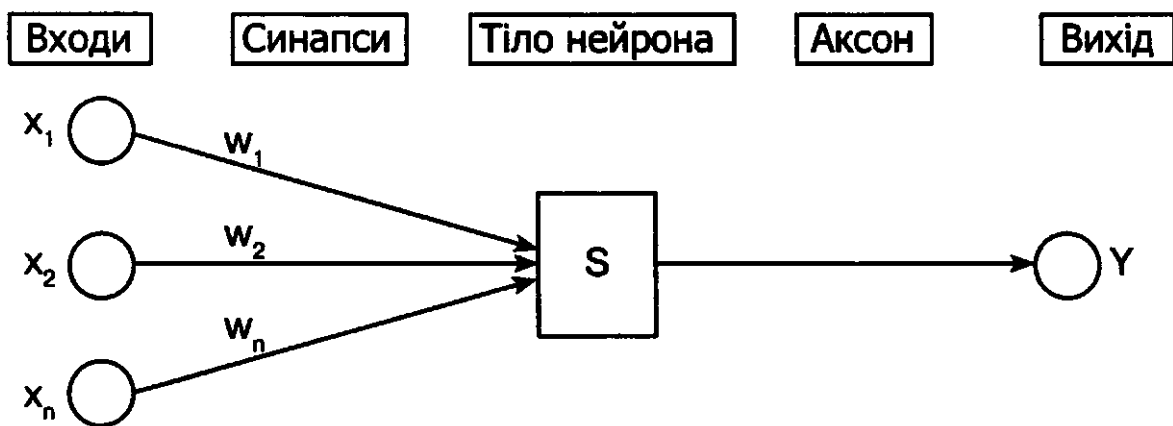 Входи Синапси Тіло нейрона Аксон Вихід
x₁ w₁
x₂ w₂ S Y
xₙ wₙ